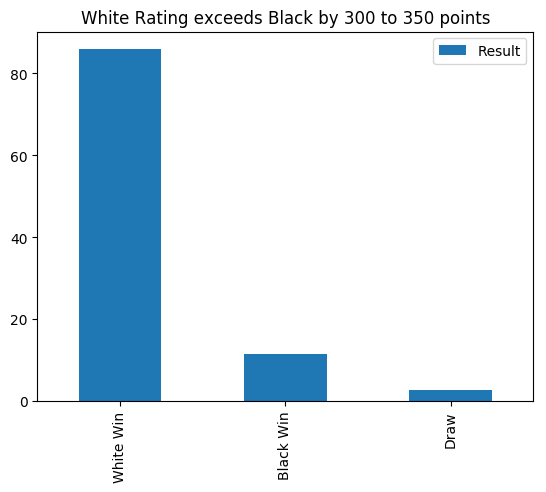 White Rating exceeds Black by 300 to 350 points
Result
80
60
40
20
0
White Win
Black Win
Draw